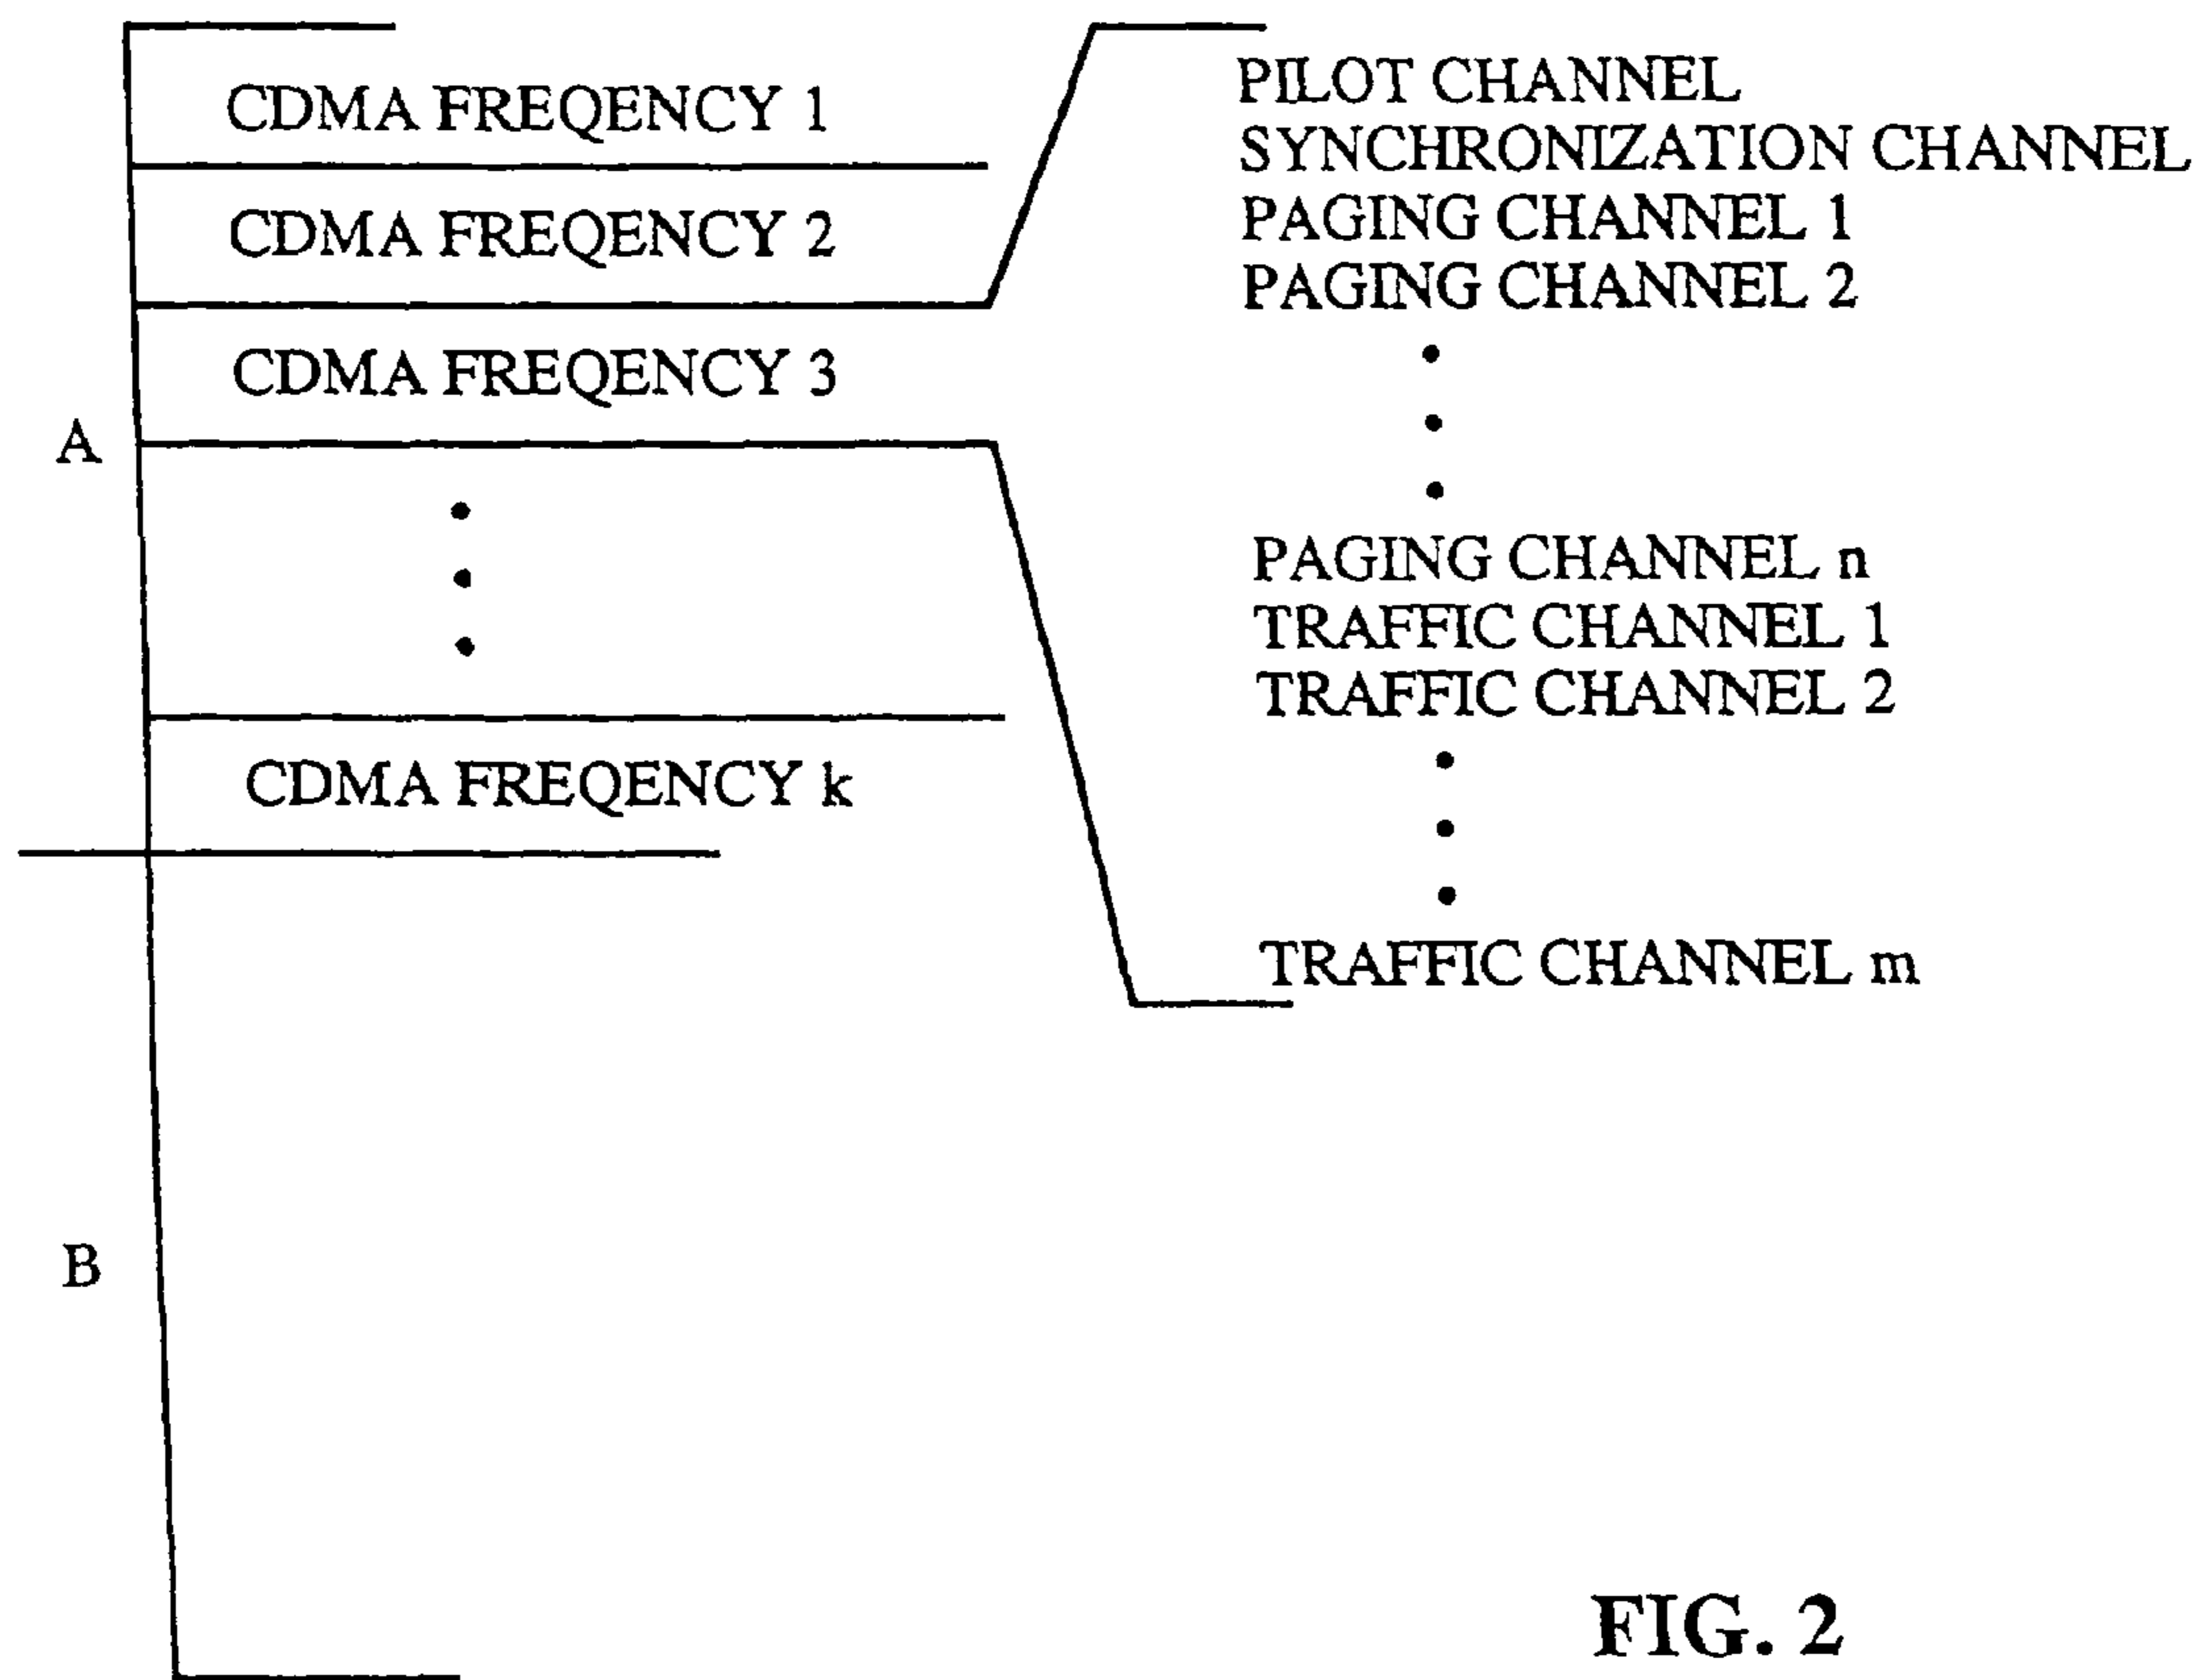 CDMA FREQENCY 1
CDMA FREQENCY 2
CDMA FREQENCY 3
A
CDMA FREQENCY k
B
PILOT CHANNEL
SYNCHRONIZATION CHANNEL
PAGING CHANNEL 1
PAGING CHANNEL 2
PAGING CHANNEL n
TRAFFIC CHANNEL 1
TRAFFIC CHANNEL 2
TRAFFIC CHANNEL m
FIG. 2